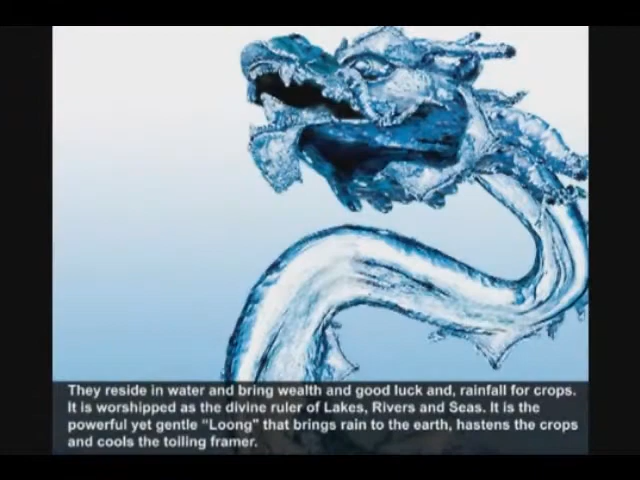 They reside in water and bring wealth and good luck and, rainfall for crops.
It is worshipped as the divine ruler of Lakes, Rivers and Seas. It is the
powerful yet gentle “Loong” that brings rain to the earth, hastens the crops
and cools the toiling framer.